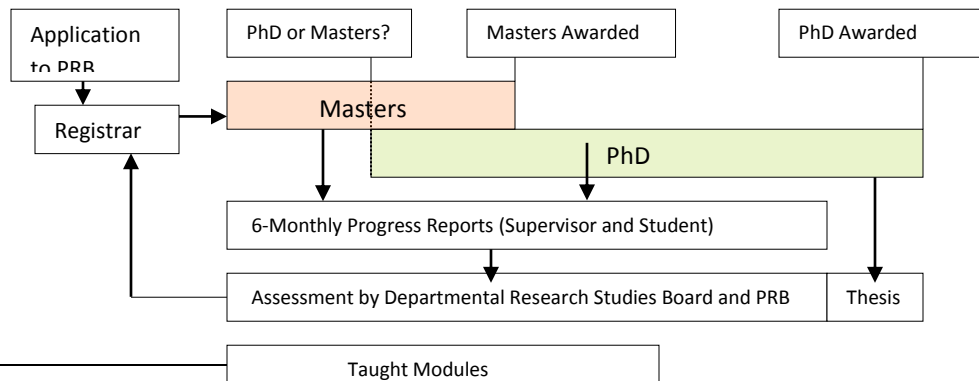 Application
to PRB
PhD or Masters?
Masters Awarded
PhD Awarded
Registrar
Masters
PhD
6-Monthly Progress Reports (Supervisor and Student)
Assessment by Departmental Research Studies Board and PRB
Thesis
Taught Modules